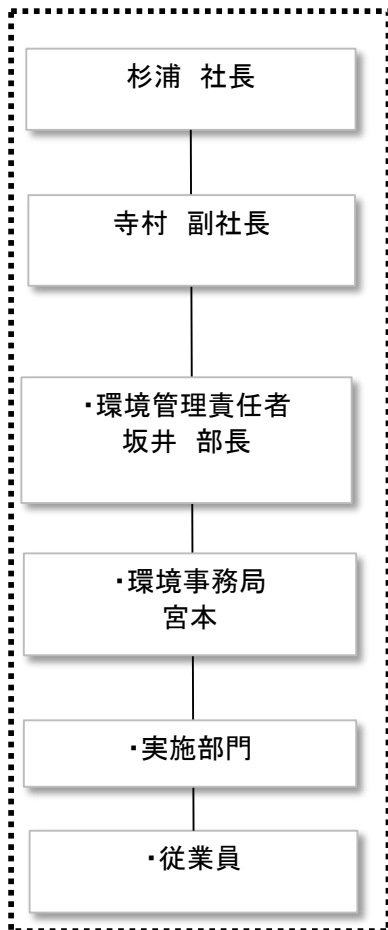 杉浦　社長
寺村　副社長
・環境管理責任者
坂井　部長
・環境事務局
宮本
・実施部門
・従業員